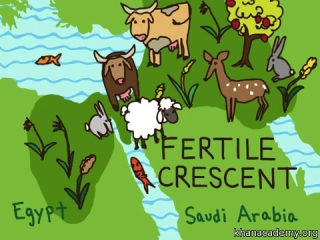 FERTILE
CRESCENT
Egypt
Saudi Arabia
khanacademy.org